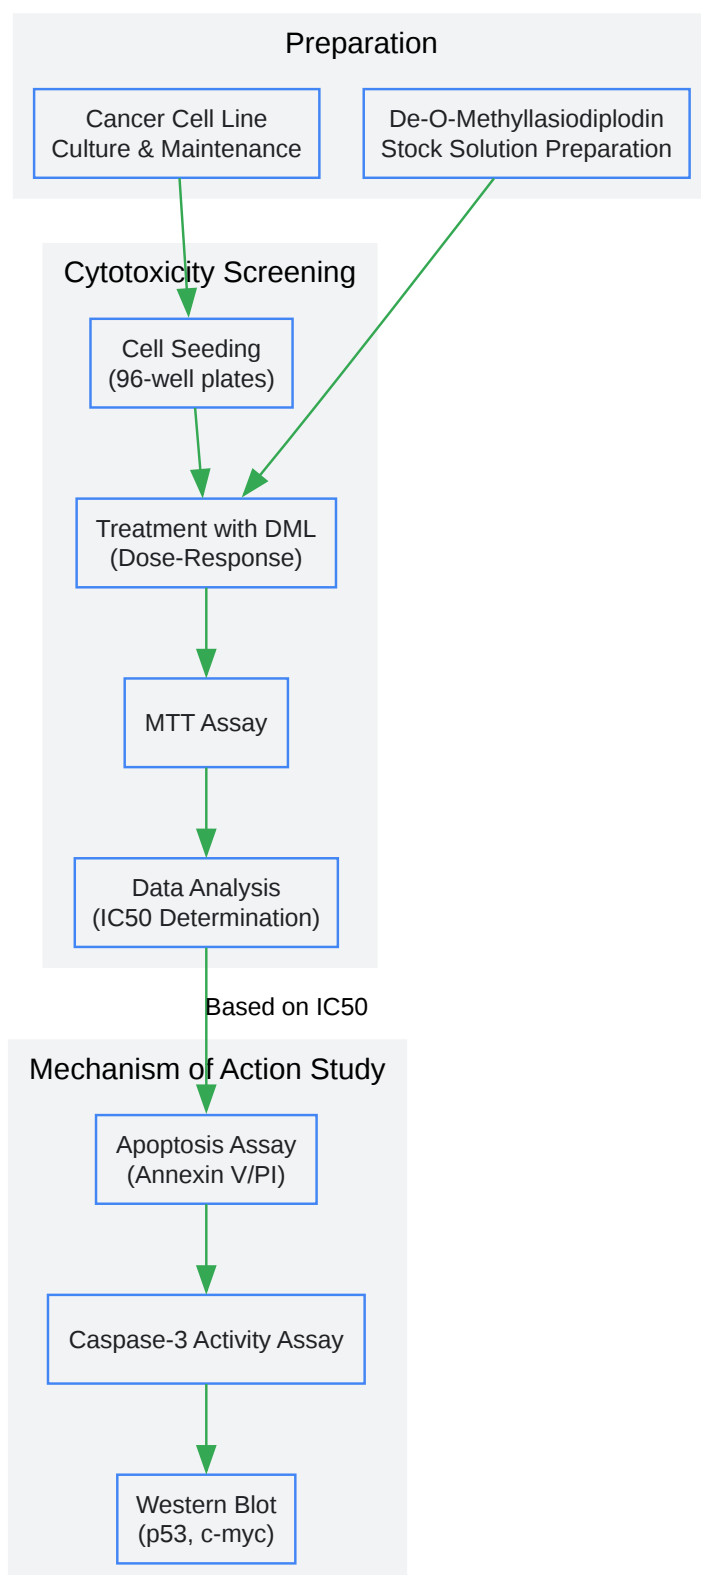 Preparation
Cancer Cell Line
Culture & Maintenance
De-O-Methyllasiodiplodin
Stock Solution Preparation
Cytotoxicity Screening
Cell Seeding
(96-well plates)
Treatment with DML
(Dose-Response)
MTT Assay
Data Analysis
(IC50 Determination)
Based on IC50
Mechanism of Action Study
Apoptosis Assay
(Annexin V/PI)
Caspase-3 Activity Assay
Western Blot
(p53, c-myc)